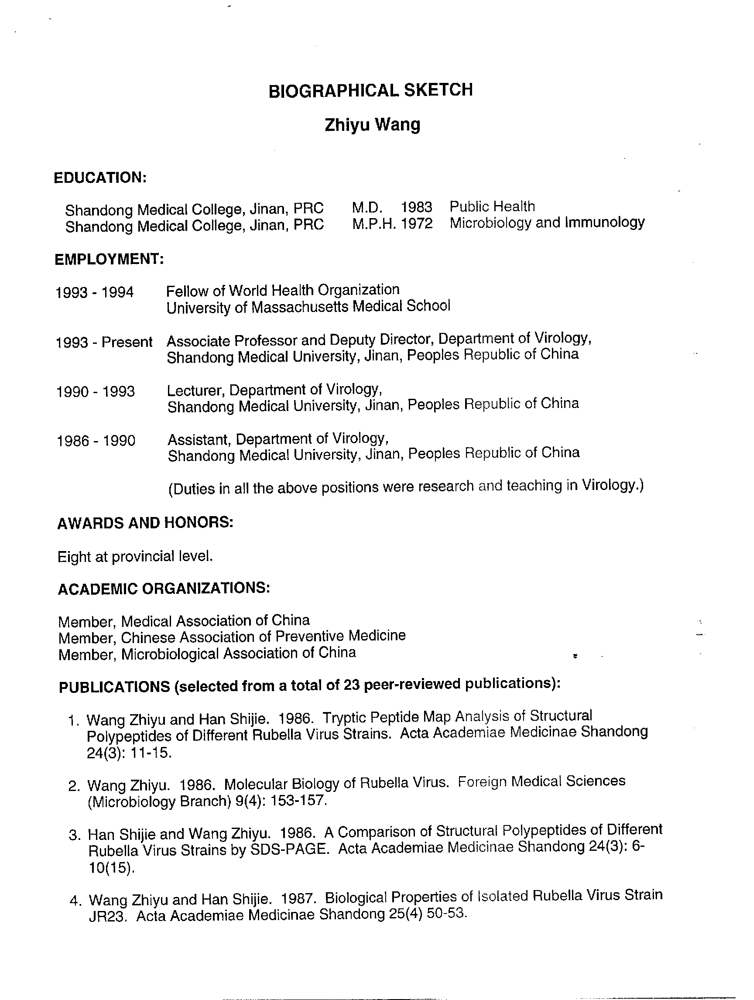 BIOGRAPHICAL SKETCH
Zhiyu Wang
EDUCATION:
Shandong Medical College, Jinan, PRC M.D. 1983 Public Health
Shandong Medical College, Jinan, PRC M.P.H. 1972 Microbiology and Immunology
EMPLOYMENT:
1993 - 1994 Fellow of World Health Organization
University of Massachusetts Medical School
1993 - Present Associate Professor and Deputy Director, Department of Virology,
Shandong Medical University, Jinan, Peoples Republic of China
1990 - 1993 Lecturer, Department of Virology,
Shandong Medical University, Jinan, Peoples Republic of China
1986 - 1990 Assistant, Department of Virology,
Shandong Medical University, Jinan, Peoples Republic of China
(Duties in all the above positions were research and teaching in Virology.)
AWARDS AND HONORS:
Eight at provincial level.
ACADEMIC ORGANIZATIONS:
Member, Medical Association of China
Member, Chinese Association of Preventive Medicine
Member, Microbiological Association of China
PUBLICATIONS (selected from a total of 23 peer-reviewed publications):
1. Wang Zhiyu and Han Shijie. 1986. Tryptic Peptide Map Analysis of Structural
Polypeptides of Different Rubella Virus Strains. Acta Academiae Medicinae Shandong
24(3): 11-15.
2. Wang Zhiyu. 1986. Molecular Biology of Rubella Virus. Foreign Medical Sciences
(Microbiology Branch) 9(4): 153-157.
3. Han Shijie and Wang Zhiyu. 1986. A Comparison of Structural Polypeptides of Different
Rubella Virus Strains by SDS-PAGE. Acta Academiae Medicinae Shandong 24(3): 6-
10(15).
4. Wang Zhiyu and Han Shijie. 1987. Biological Properties of Isolated Rubella Virus Strain
JR23. Acta Academiae Medicinae Shandong 25(4) 50-53.